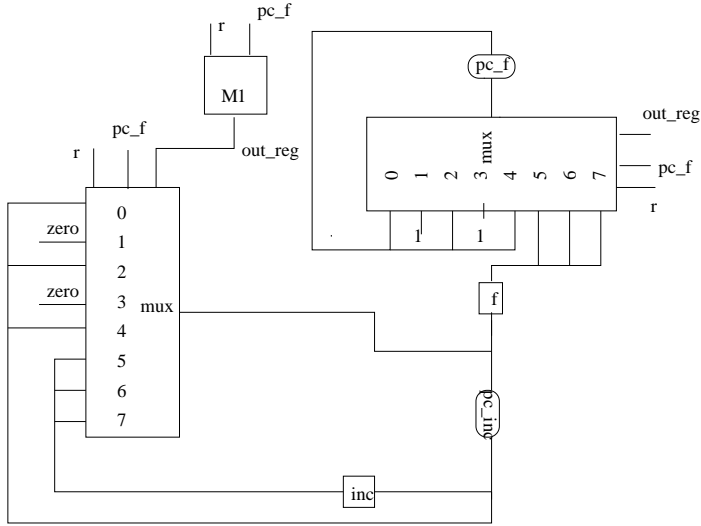 r
pc_f
M1
r
pc_f
out_reg
zero
zero
0
1
2
3
4
5
6
7
mux
pc_f
mux
0
1
2
3
4
5
6
7
out_reg
pc_f
r
1
1
f
pc_inc
inc